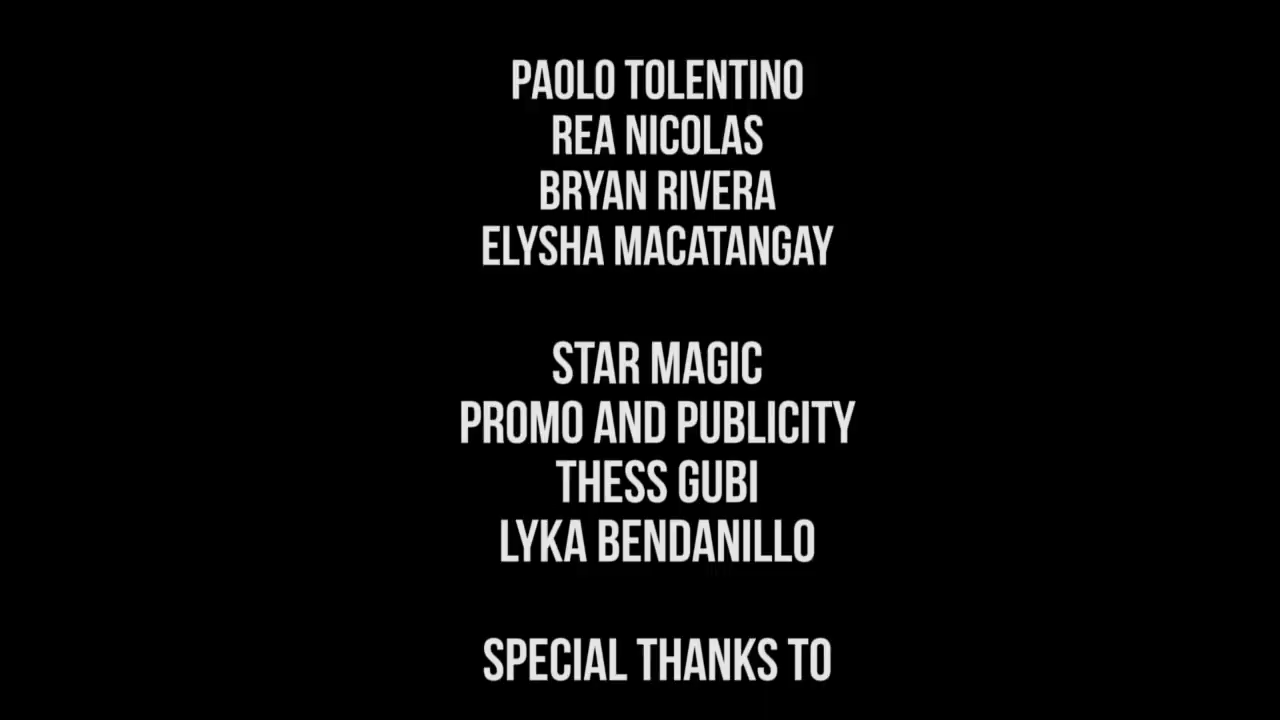 PAOLO TOLENTINO
REA NICOLAS
BRYAN RIVERA
ELYSHA MACATANGAY
STAR MAGIC
PROMO AND PUBLICITY
THESS GUBI
LYKA BENDANILLO
SPECIAL THANKS TO